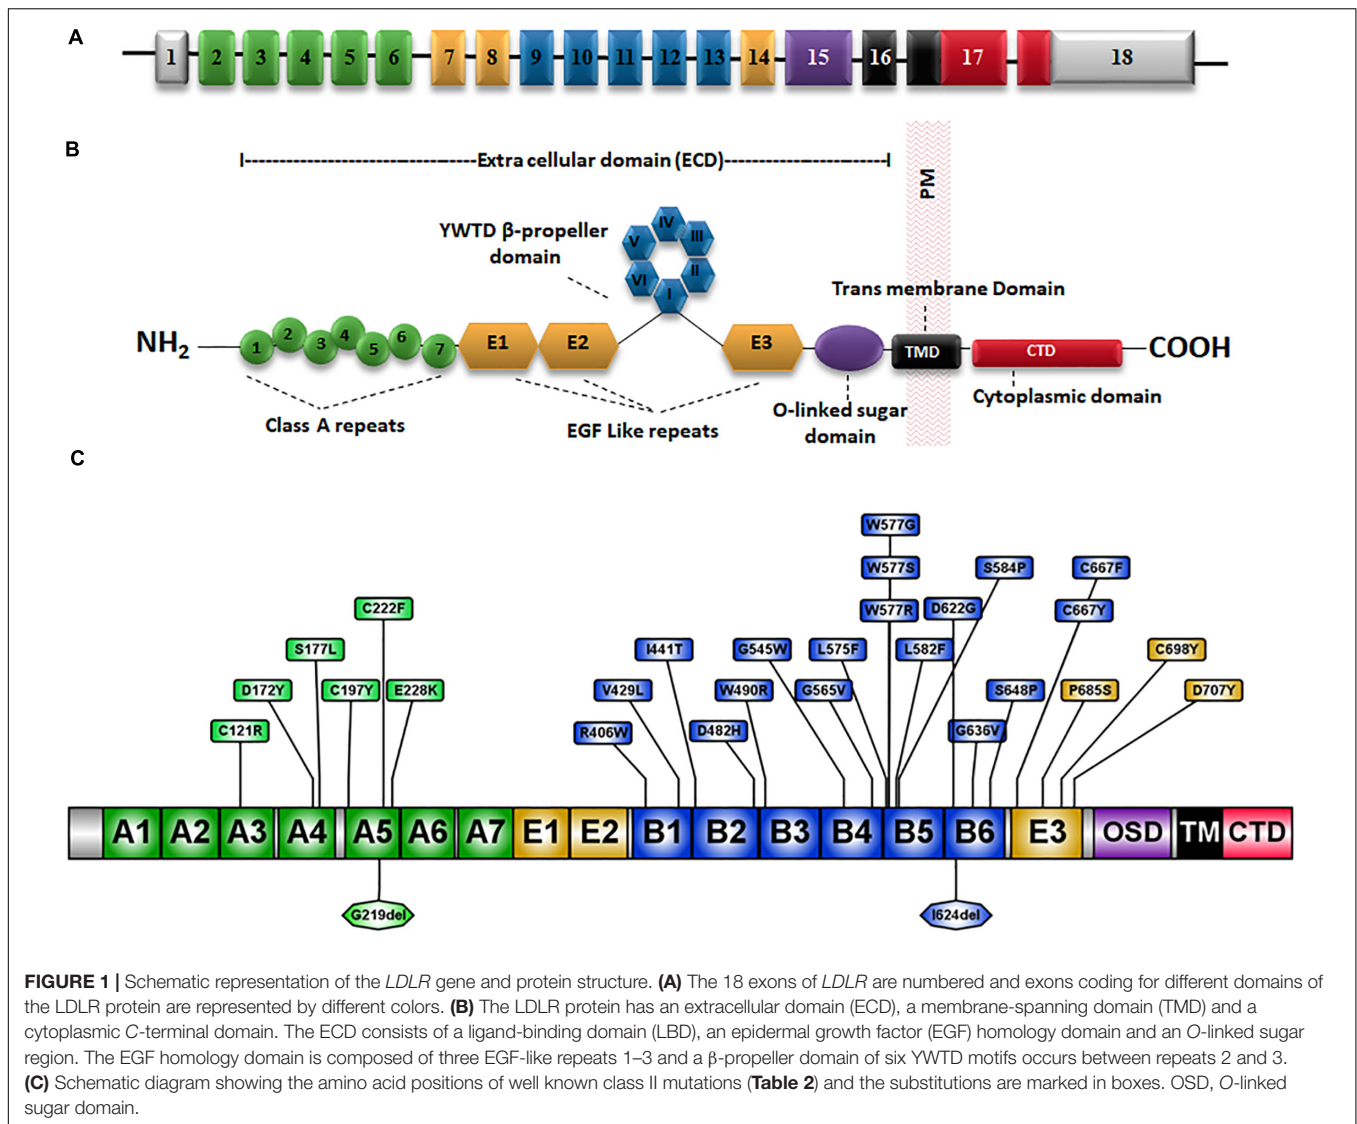 A
1 2 3 4 5 6 7 8 9 10 11 12 13 14 15 16 17 18
B
I-----------------------------------Extra cellular domain (ECD)------------------------I
PM
YWTD β-propeller
domain
IV
V III
VI II
I
Trans membrane Domain
NH2 1 2 3 4 5 6 7 E1 E2 E3 TMD CTD COOH
Class A repeats
EGF Like repeats
O-linked sugar
domain
Cytoplasmic domain
C
W577G
W577S S584P C667F
C222F W577R D622G C667Y
S177L I441T G545W L575F L582F C698Y
D172Y C197Y E228K V429L W490R G565V S648P P685S D707Y
C121R R406W D482H G636V
A1 A2 A3 A4 A5 A6 A7 E1 E2 B1 B2 B3 B4 B5 B6 E3 OSD TM CTD
G219del I624del
FIGURE 1 | Schematic representation of the LDLR gene and protein structure. (A) The 18 exons of LDLR are numbered and exons coding for different domains of
the LDLR protein are represented by different colors. (B) The LDLR protein has an extracellular domain (ECD), a membrane-spanning domain (TMD) and a
cytoplasmic C-terminal domain. The ECD consists of a ligand-binding domain (LBD), an epidermal growth factor (EGF) homology domain and an O-linked sugar
region. The EGF homology domain is composed of three EGF-like repeats 1–3 and a β-propeller domain of six YWTD motifs occurs between repeats 2 and 3.
(C) Schematic diagram showing the amino acid positions of well known class II mutations (Table 2) and the substitutions are marked in boxes. OSD, O-linked
sugar domain.